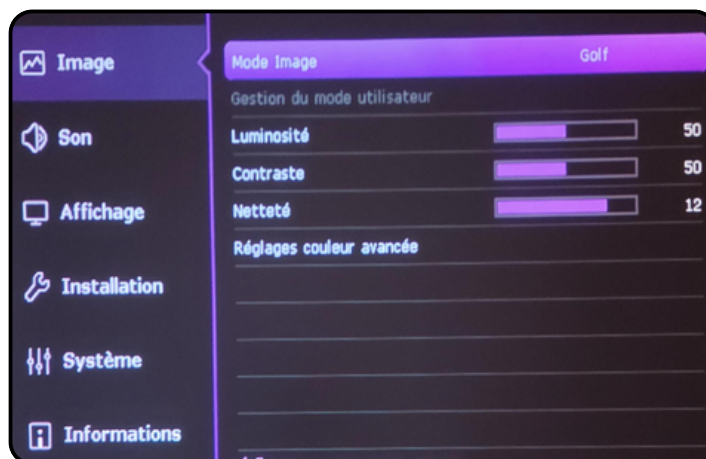 Image
Son
Affichage
Installation
Système
Informations
Mode Image Golf
Gestion du mode utilisateur
Luminosité 50
Contraste 50
Netteté 12
Réglages couleur avancée